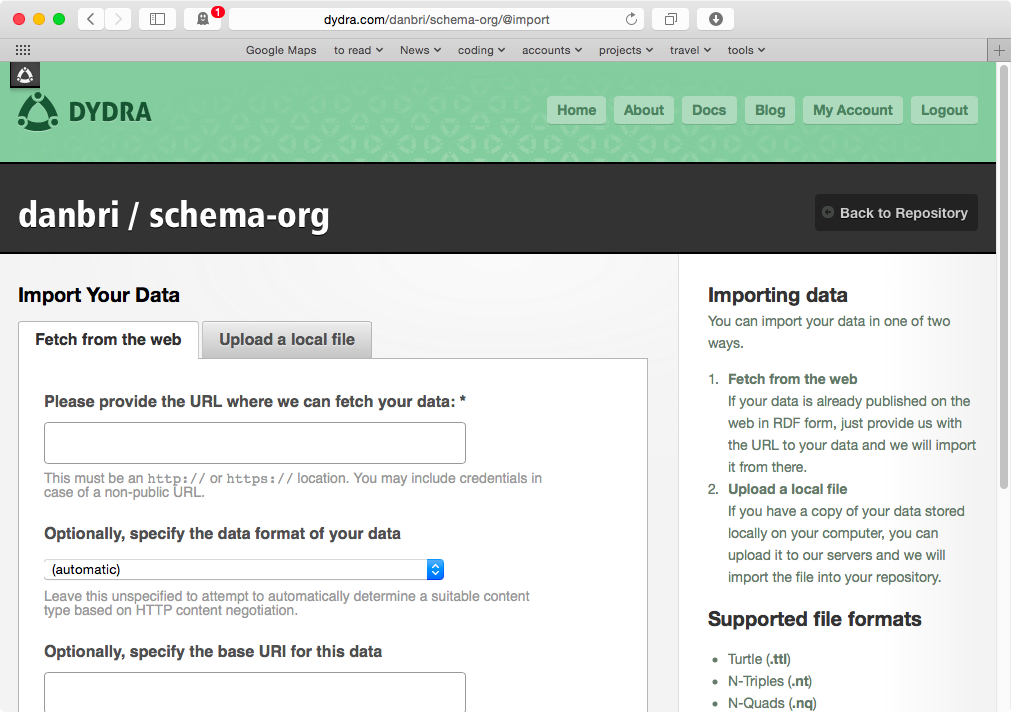 1
dydra.com/danbri/schema-org/@import
Google Maps to read News coding accounts projects travel tools
DYDRA
Home About Docs Blog My Account Logout
danbri / schema-org
Back to Repository
Import Your Data
Fetch from the web
Upload a local file
Please provide the URL where we can fetch your data: *
This must be an http:// or https:// location. You may include credentials in
case of a non-public URL.
Optionally, specify the data format of your data
(automatic)
Leave this unspecified to attempt to automatically determine a suitable content
type based on HTTP content negotiation.
Optionally, specify the base URI for this data
Importing data
You can import your data in one of two
ways.
1. Fetch from the web
If your data is already published on the
web in RDF form, just provide us with
the URL to your data and we will import
it from there.
2. Upload a local file
If you have a copy of your data stored
locally on your computer, you can
upload it to our servers and we will
import the file into your repository.
Supported file formats
• Turtle (.ttl)
• N-Triples (.nt)
• N-Quads (.nq)